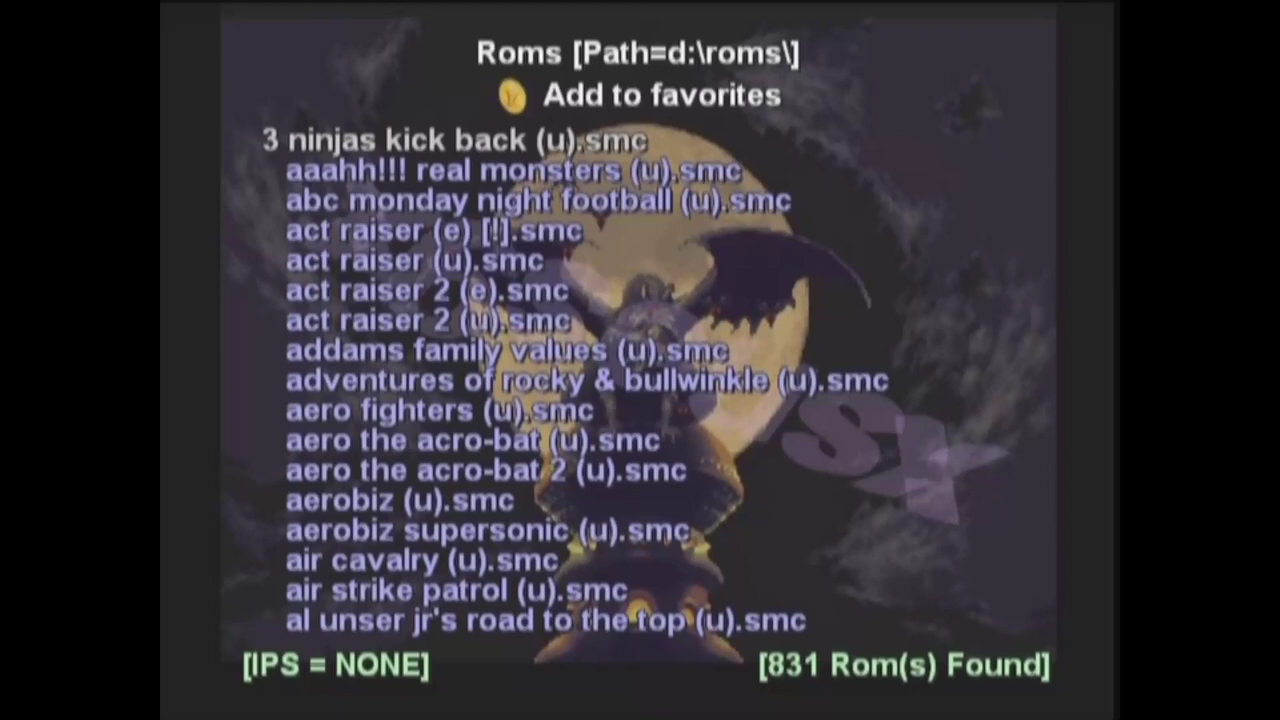 Roms [Path=d:\roms\]
Add to favorites
3 ninjas kick back (u).smc
aaahh!!! real monsters (u).smc
abc monday night football (u).smc
act raiser (e) [!].smc
act raiser (u).smc
act raiser 2 (e).smc
act raiser 2 (u).smc
addams family values (u).smc
adventures of rocky & bullwinkle (u).smc
aero fighters (u).smc
aero the acro-bat (u).smc
aero the acro-bat 2 (u).smc
aerobiz (u).smc
aerobiz supersonic (u).smc
air cavalry (u).smc
air strike patrol (u).smc
al unser jr's road to the top (u).smc
[IPS = NONE]
[831 Rom(s) Found]